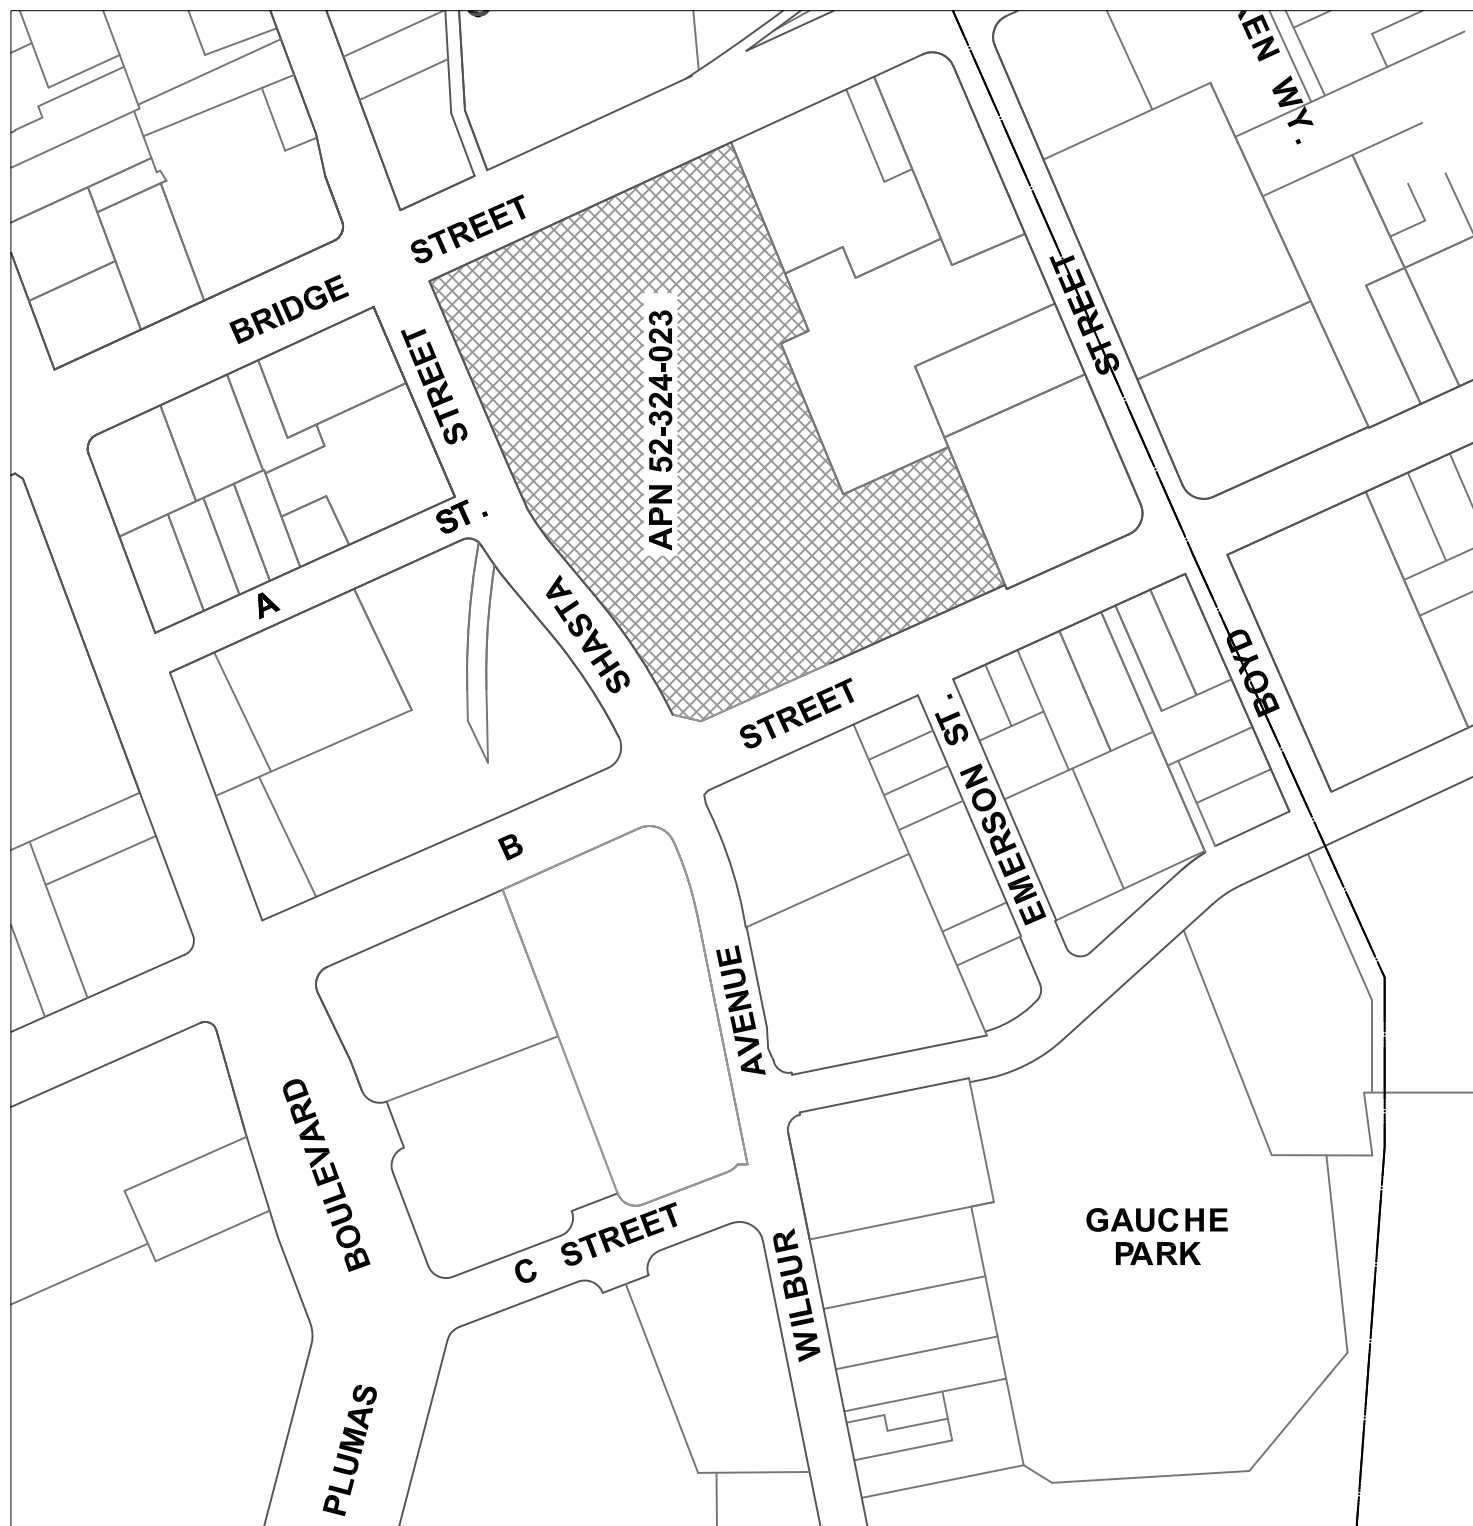 KEN WY.
BRIDGE STREET
APN 52-324-023
SHASTA STREET
A ST.
BOYD STREET
B STREET
EMERSON ST.
WILBUR AVENUE
GAUCHE
PARK
C STREET
PLUMAS BOULEVARD